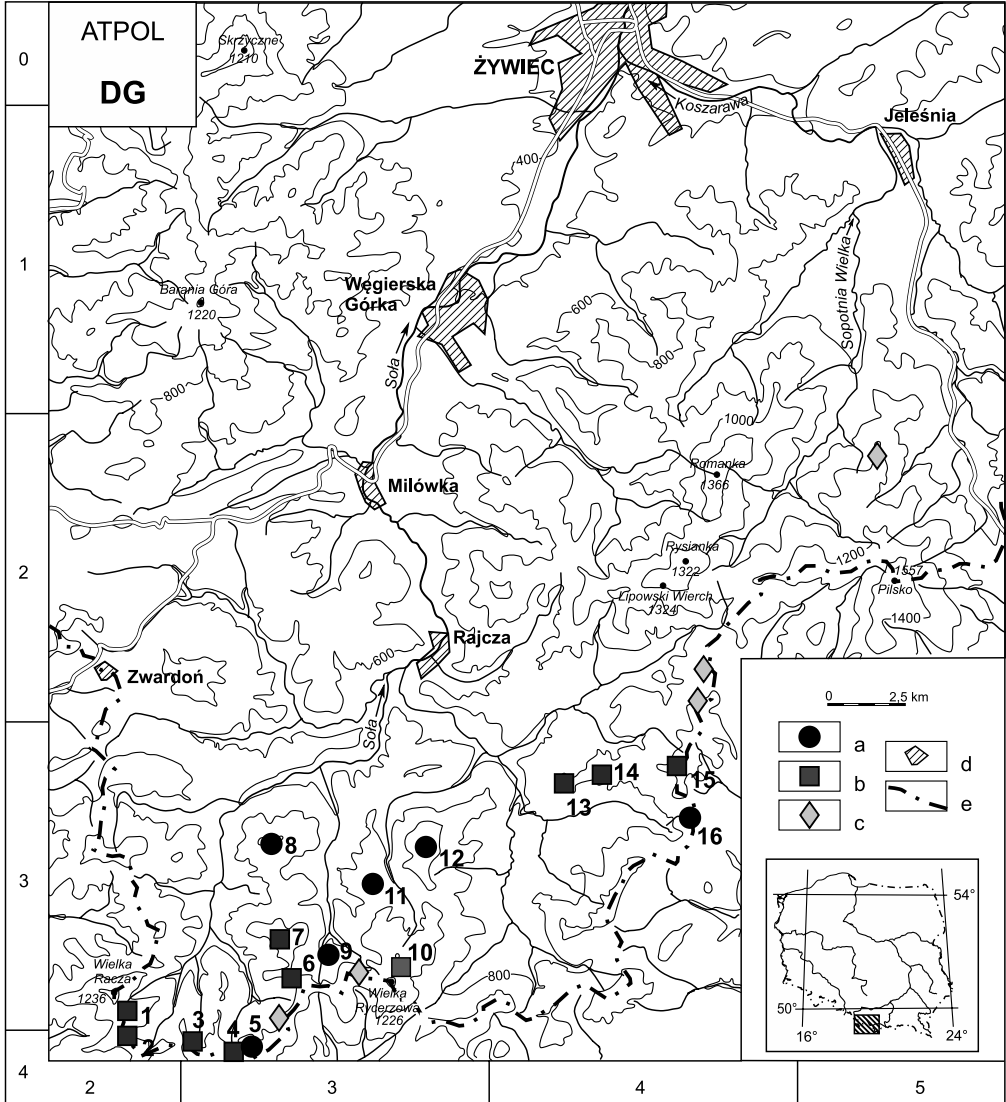 ATPOL
DG
Skrzyczne
1210
ŻYWIEC
Koszarawa
Jeleśnia
400
Sopotnia Wielka
Węgierska
Górka
Barania Góra
1220
600
800
Soła
800
1000
Romanka
1366
Milówka
Rysianka
1322
Lipowski Wierch
1324
1200
1557
Pilsko
1400
Rajcza
600
Zwardoń
Soła
0 2,5 km
a
b
c
d
e
14
13
15
16
8
12
11
7
9
10
6
Wielka
Racza
1236
Wielka
Rycerzowa
1226
800
1
2
3
4
5
54°
50°
16°
24°
0
1
2
3
4
2
3
4
5